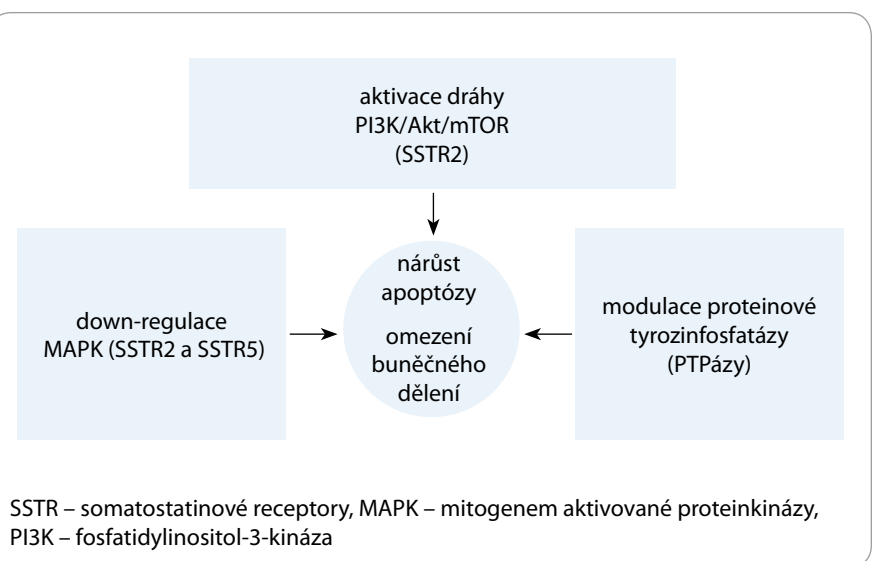 aktivace dráhy
PI3K/Akt/mTOR
(SSTR2)
down-regulace
MAPK (SSTR2 a SSTR5)
nárůst
apoptózy
omezení
buněčného
dělení
modulace proteinové
tyrozinfosfatázy
(PTPázy)
SSTR – somatostatinové receptory, MAPK – mitogenem aktivované proteinkinázy,
PI3K – fosfatidylinositol-3-kináza